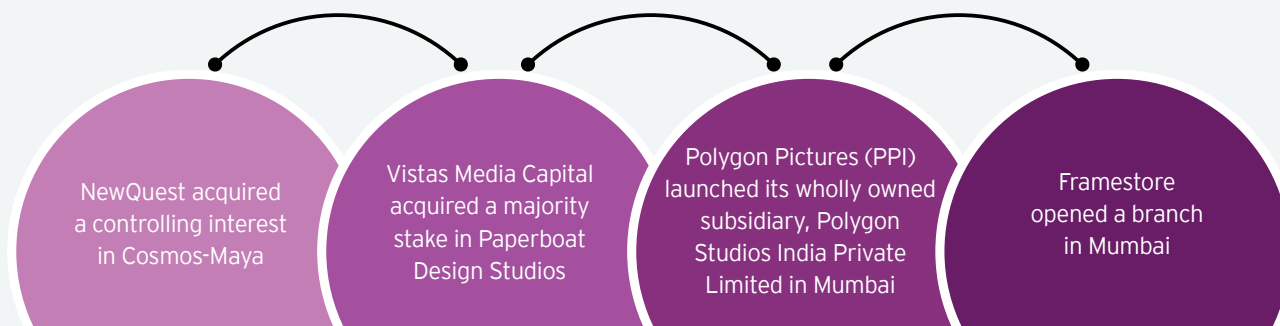 NewQuest acquired
a controlling interest
in Cosmos-Maya
Vistas Media Capital
acquired a majority
stake in Paperboat
Design Studios
Polygon Pictures (PPI)
launched its wholly owned
subsidiary, Polygon
Studios India Private
Limited in Mumbai
Framestore
opened a branch
in Mumbai